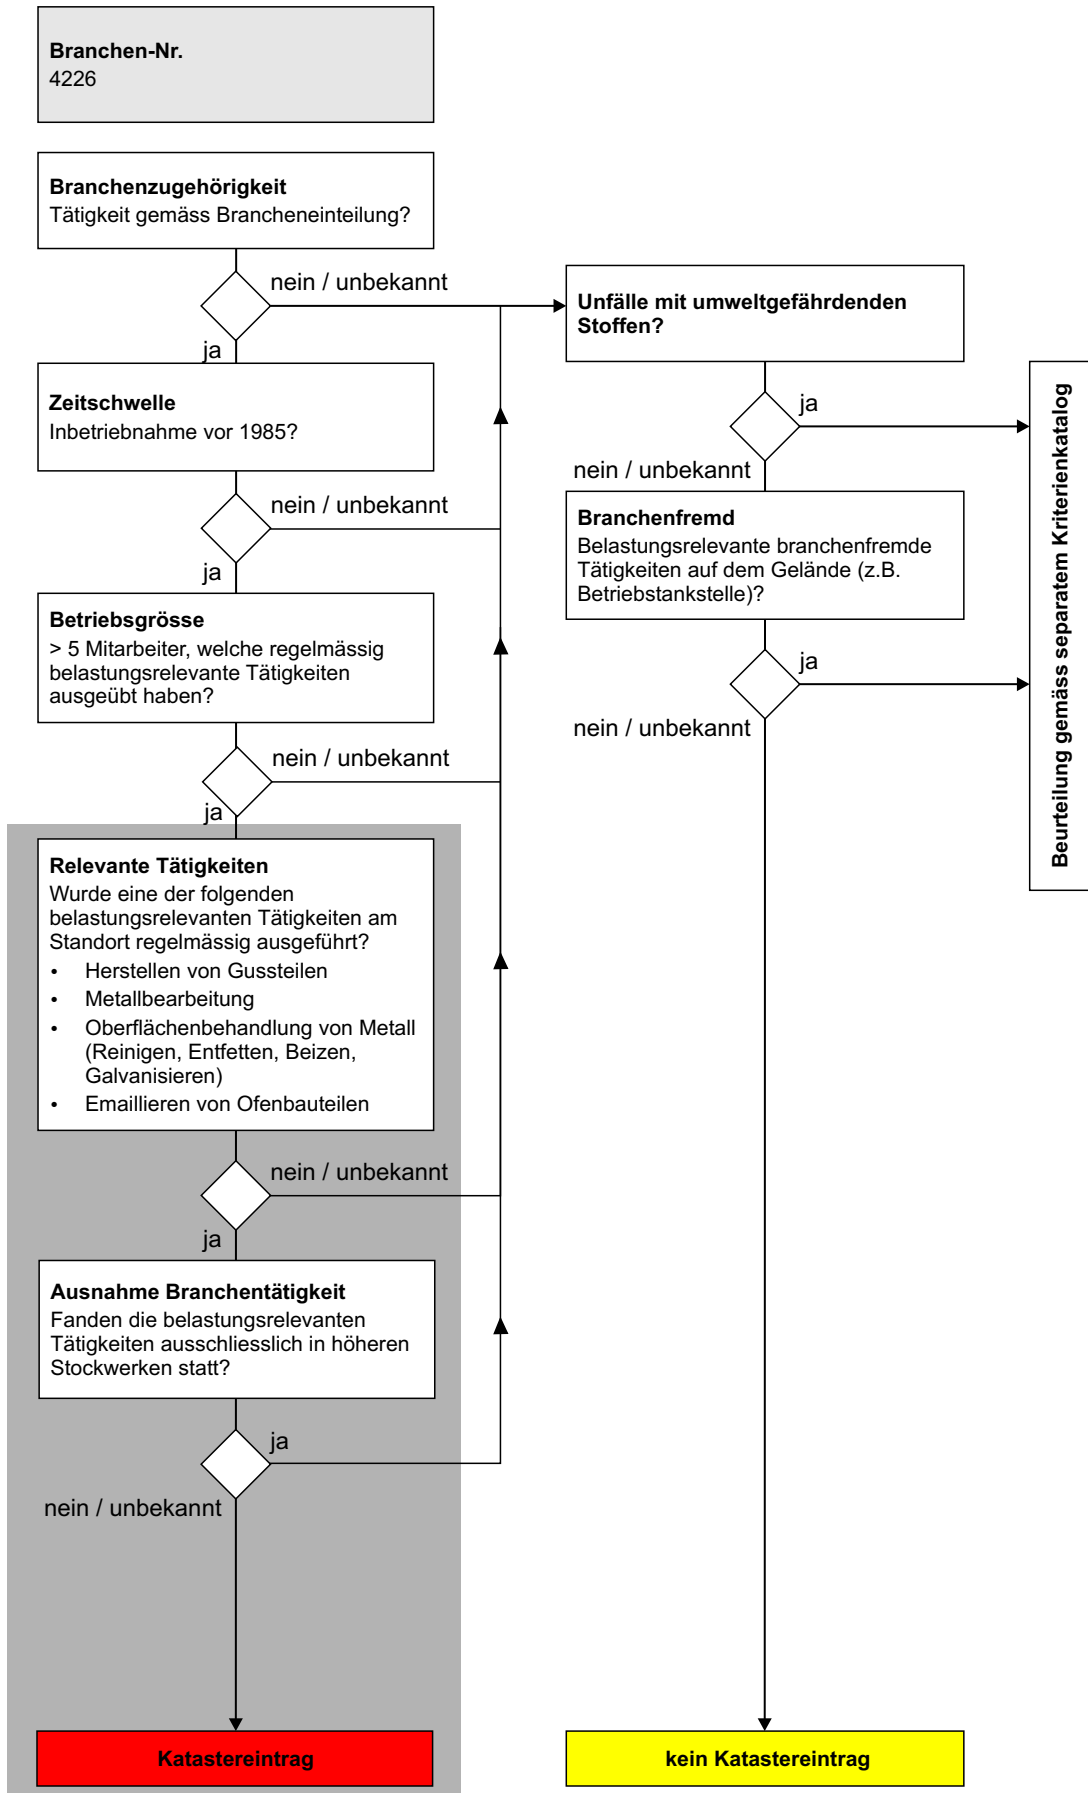 Branchen-Nr.
4226
Branchenzugehörigkeit
Tätigkeit gemäss Brancheneinteilung?
nein / unbekannt
ja
Zeitschwelle
Inbetriebnahme vor 1985?
nein / unbekannt
ja
Betriebsgrösse
> 5 Mitarbeiter, welche regelmässig
belastungsrelevante Tätigkeiten
ausgeübt haben?
nein / unbekannt
ja
Relevante Tätigkeiten
Wurde eine der folgenden
belastungsrelevanten Tätigkeiten am
Standort regelmässig ausgeführt?
• Herstellen von Gussteilen
• Metallbearbeitung
• Oberflächenbehandlung von Metall
(Reinigen, Entfetten, Beizen,
Galvanisieren)
• Emaillieren von Ofenbauteilen
nein / unbekannt
ja
Ausnahme Branchentätigkeit
Fanden die belastungsrelevanten
Tätigkeiten ausschliesslich in höheren
Stockwerken statt?
ja
nein / unbekannt
Katastereintrag
Unfälle mit umweltgefährdenden
Stoffen?
ja
nein / unbekannt
Branchenfremd
Belastungsrelevante branchenfremde
Tätigkeiten auf dem Gelände (z.B.
Betriebstankstelle)?
ja
nein / unbekannt
kein Katastereintrag
Beurteilung gemäss separatem Kriterienkatalog